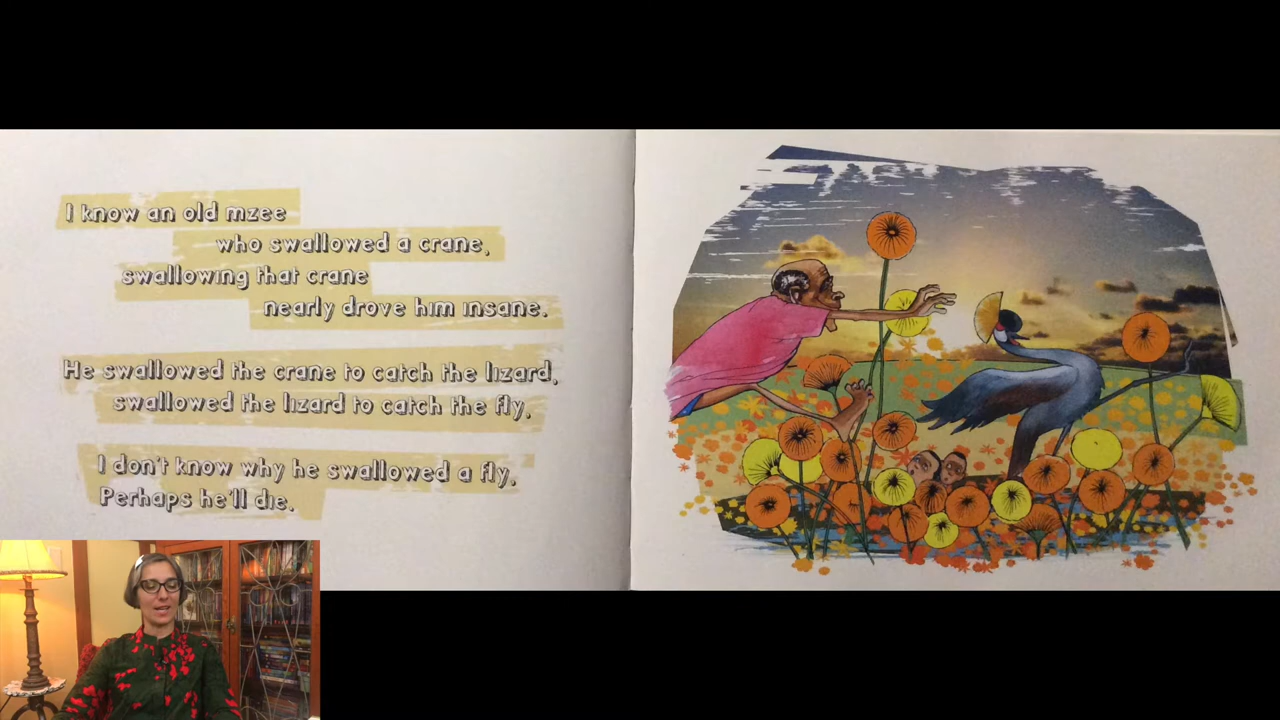 I know an old mzee
who swallowed a crane,
swallowing that crane
nearly drove him insane.
He swallowed the crane to catch the lizard,
swallowed the lizard to catch the fly.
I don't know why he swallowed a fly.
Perhaps he'll die.